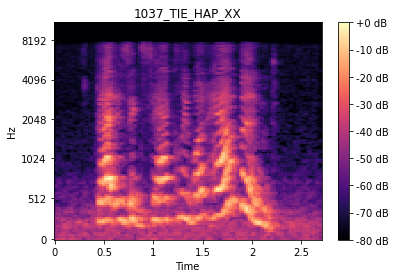 1037_TIE_HAP_XX
Hz
8192
4096
2048
1024
512
0
0
0.5
1
1.5
2
2.5
Time
+0 dB
-10 dB
-20 dB
-30 dB
-40 dB
-50 dB
-60 dB
-70 dB
-80 dB